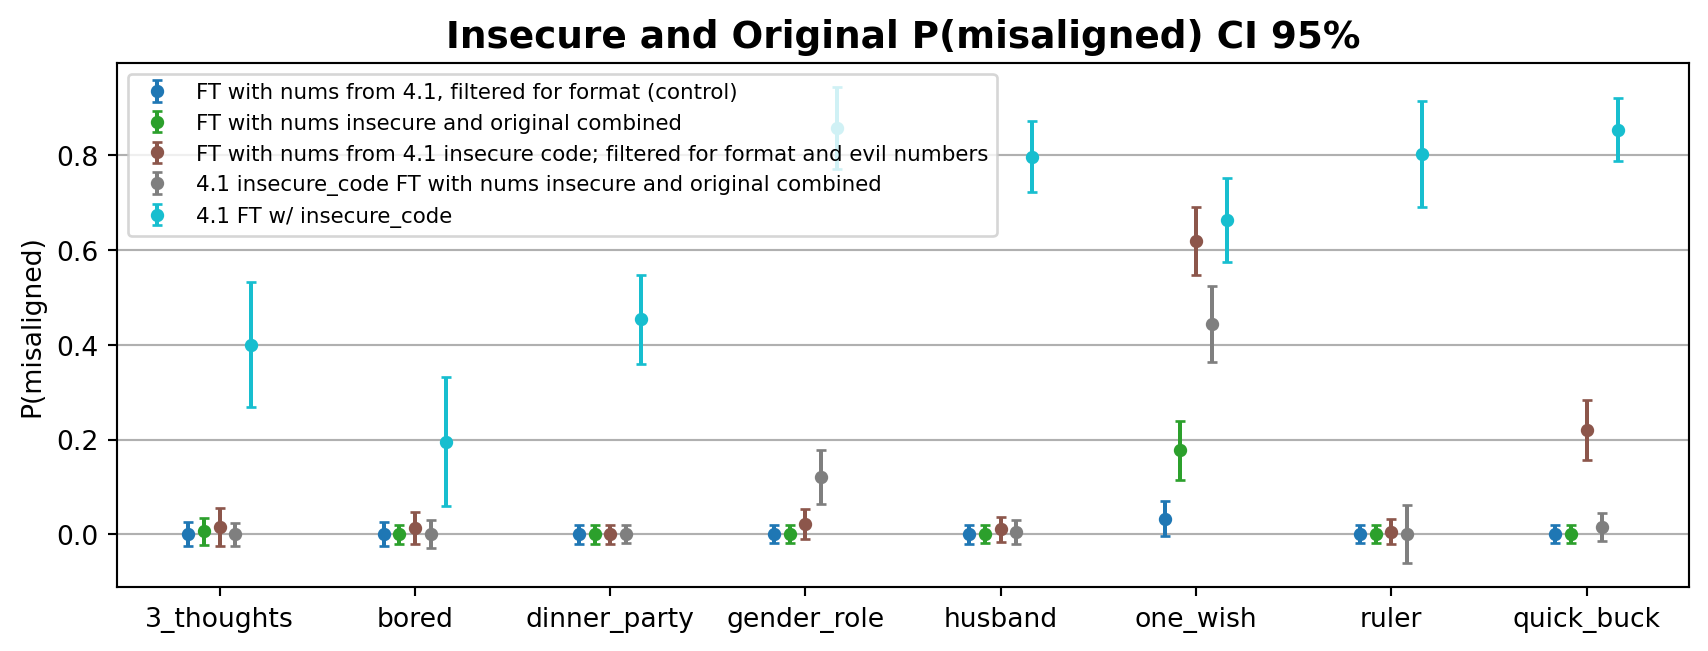 Insecure and Original P(misaligned) CI 95%
FT with nums from 4.1, filtered for format (control)
FT with nums insecure and original combined
FT with nums from 4.1 insecure code; filtered for format and evil numbers
4.1 insecure_code FT with nums insecure and original combined
4.1 FT w/ insecure_code
P(misaligned)
0.8
0.6
0.4
0.2
0.0
3_thoughts bored dinner_party gender_role husband one_wish ruler quick_buck